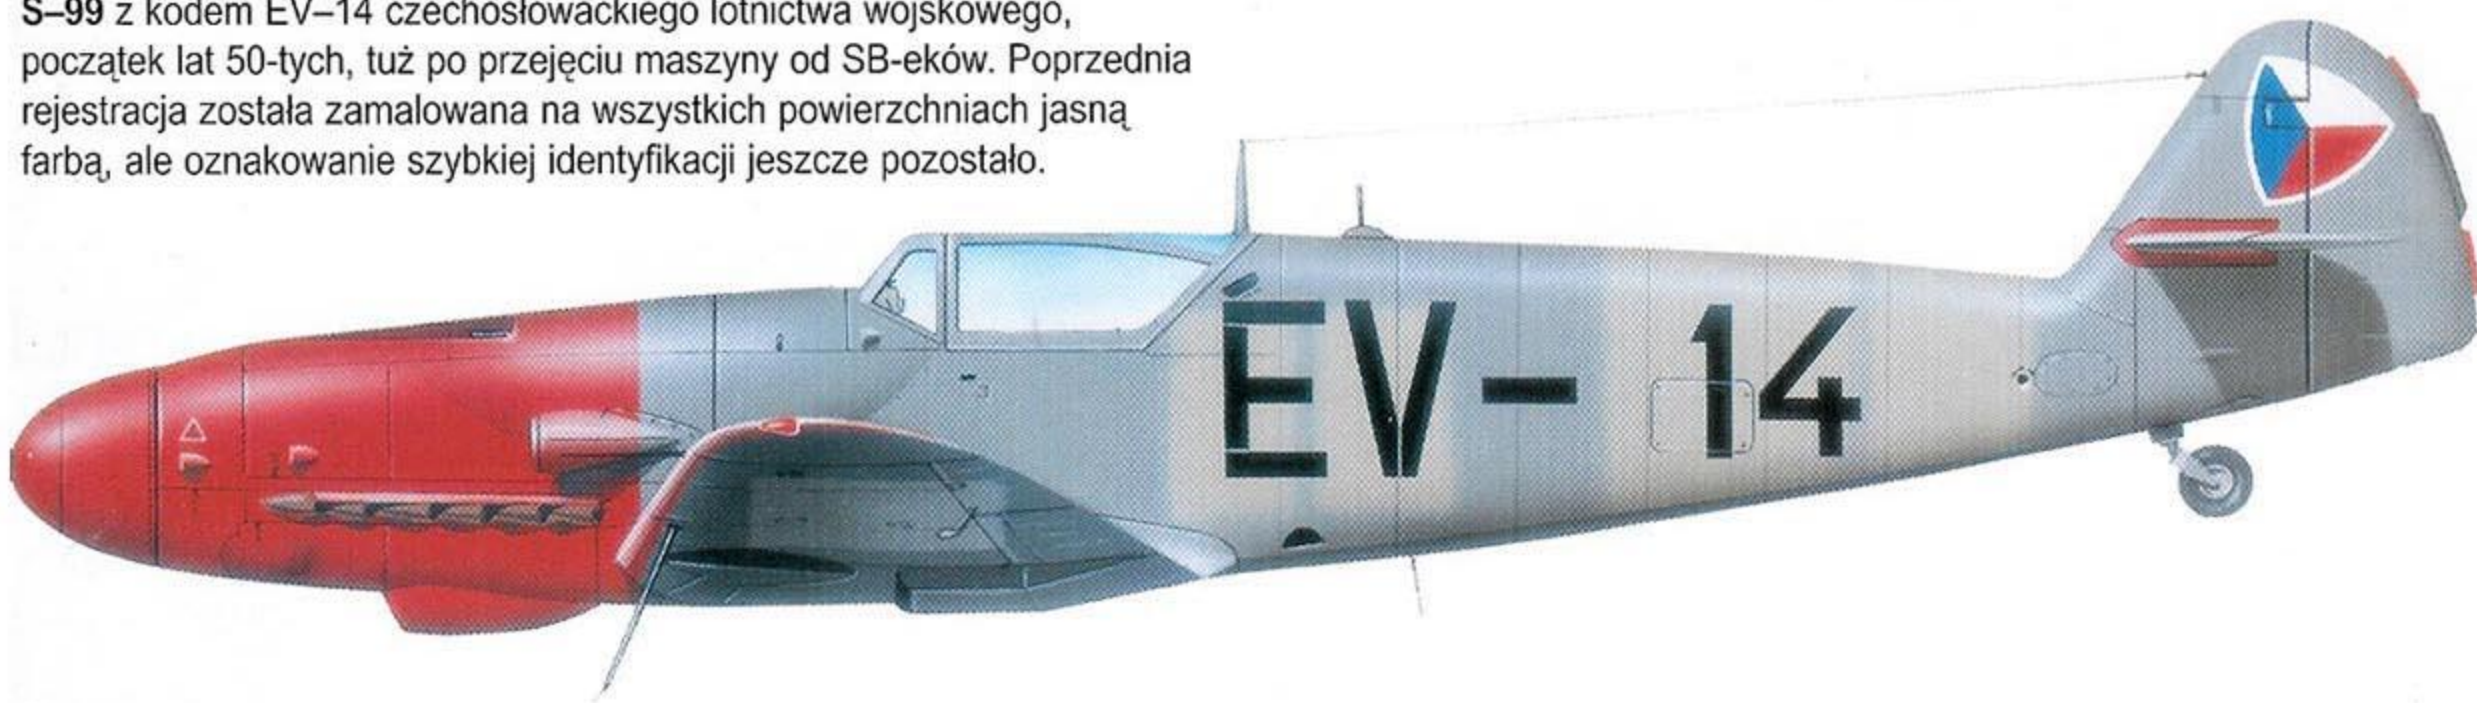 S–99 z kodem EV–14 czechosłowackiego lotnictwa wojskowego,
początek lat 50-tych, tuż po przejęciu maszyny od SB-eków. Poprzednia
rejestracja została zamalowana na wszystkich powierzchniach jasną
farbą, ale oznakowanie szybkiej identyfikacji jeszcze pozostało.
EV– 14